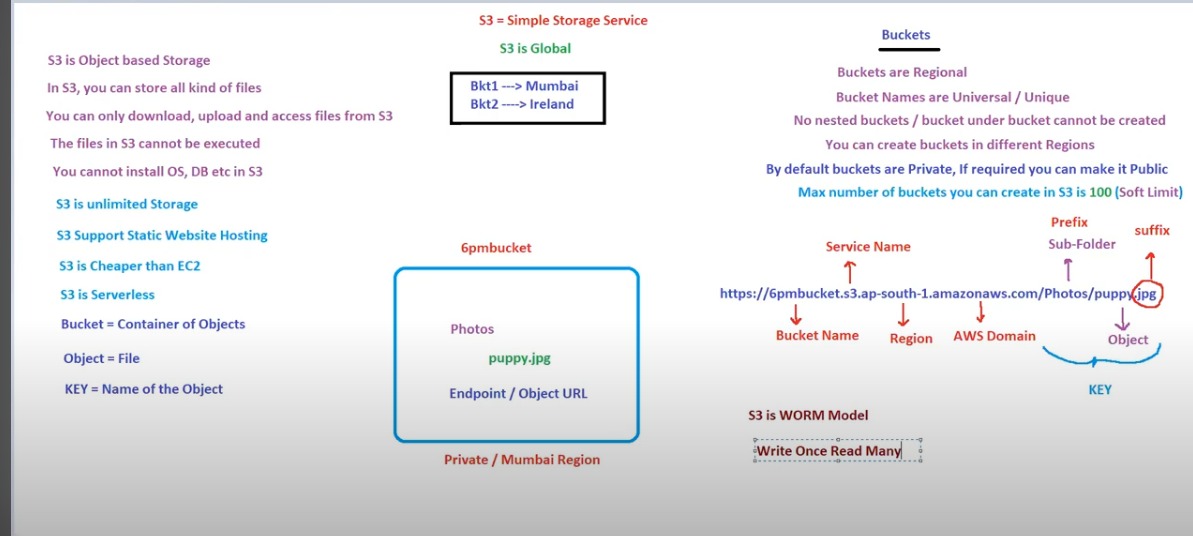 S3 = Simple Storage Service
S3 is Global
Bkt1 ---> Mumbai
Bkt2 ----> Ireland
S3 is Object based Storage
In S3, you can store all kind of files
You can only download, upload and access files from S3
The files in S3 cannot be executed
You cannot install OS, DB etc in S3
S3 is unlimited Storage
S3 Support Static Website Hosting
S3 is Cheaper than EC2
S3 is Serverless
Bucket = Container of Objects
Object = File
KEY = Name of the Object
6pmbucket
Photos
puppy.jpg
Endpoint / Object URL
Private / Mumbai Region
Buckets
Buckets are Regional
Bucket Names are Universal / Unique
No nested buckets / bucket under bucket cannot be created
You can create buckets in different Regions
By default buckets are Private, If required you can make it Public
Max number of buckets you can create in S3 is 100 (Soft Limit)
Prefix
suffix
Service Name
Sub-Folder
https://6pmbucket.s3.ap-south-1.amazonaws.com/Photos/puppy.jpg
Bucket Name
Region
AWS Domain
Object
KEY
S3 is WORM Model
Write Once Read Many